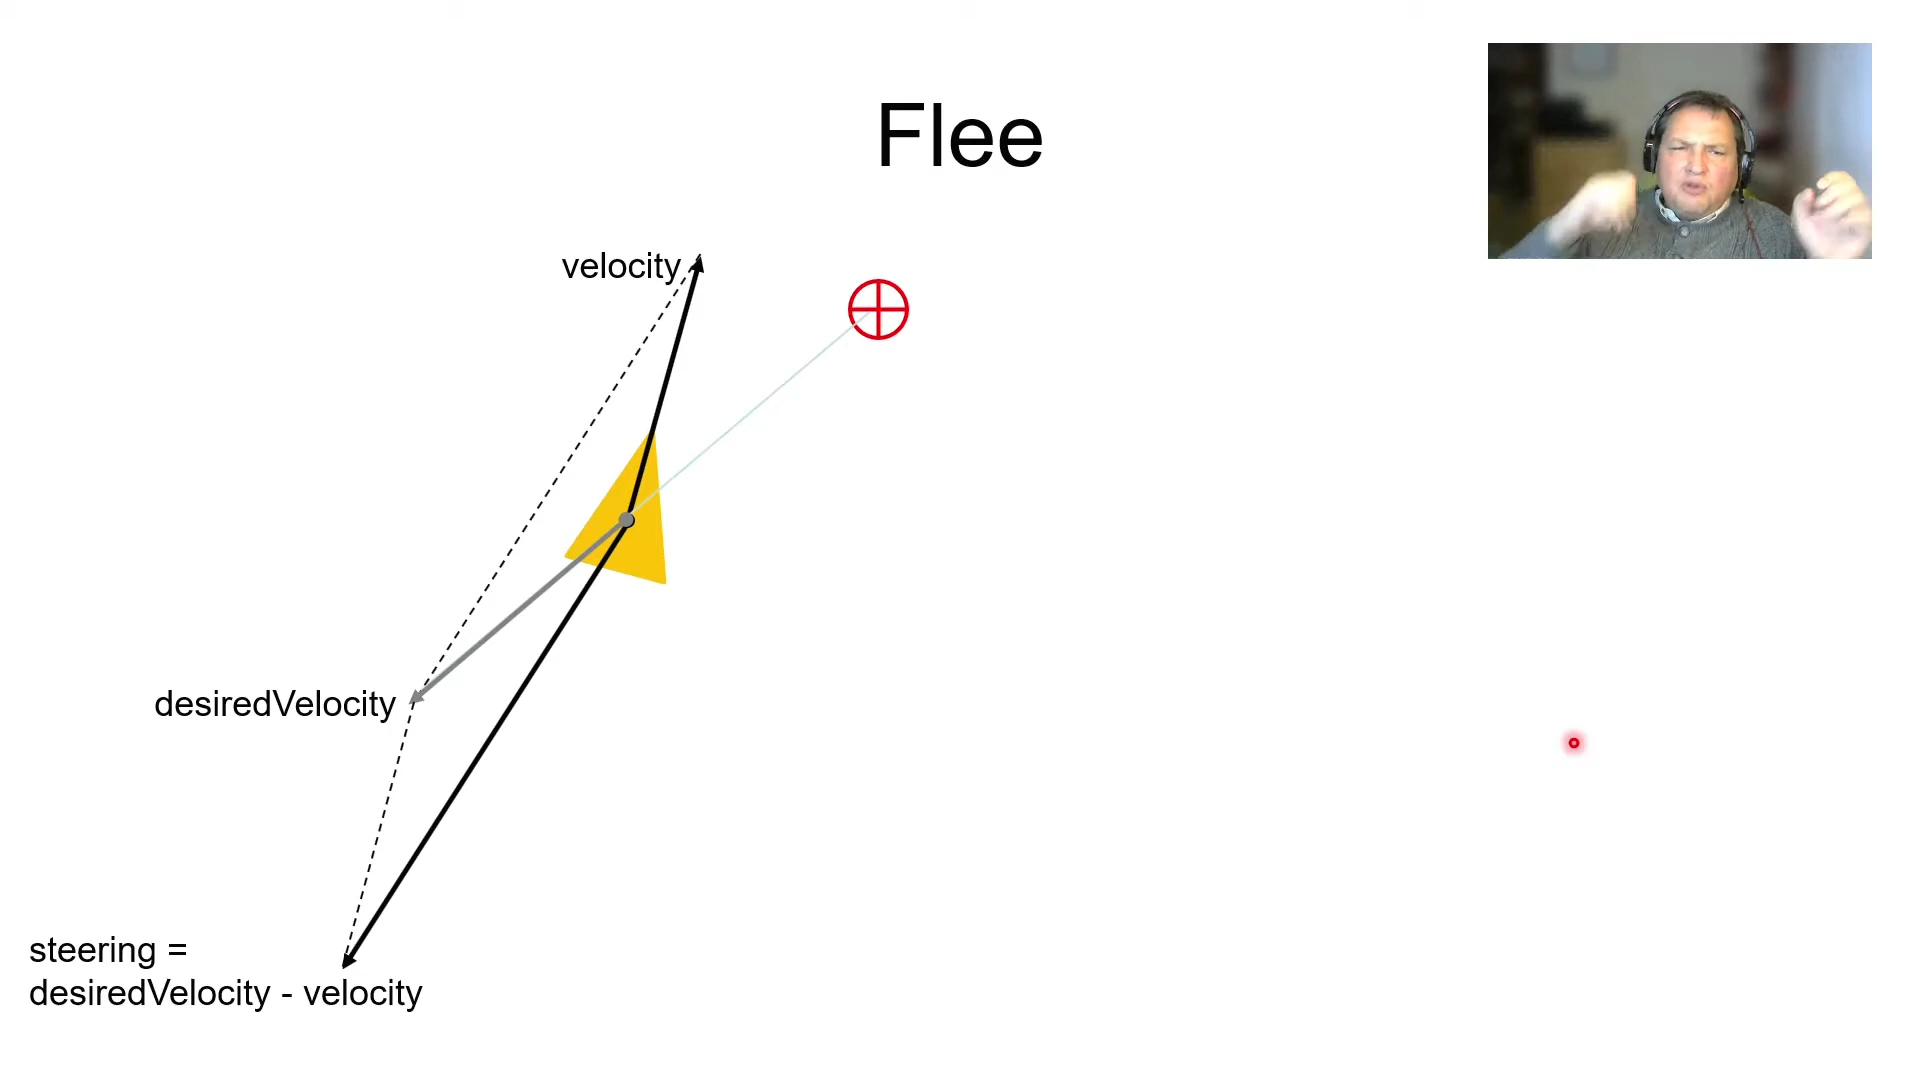 Flee
velocity
desiredVelocity
steering =
desiredVelocity - velocity